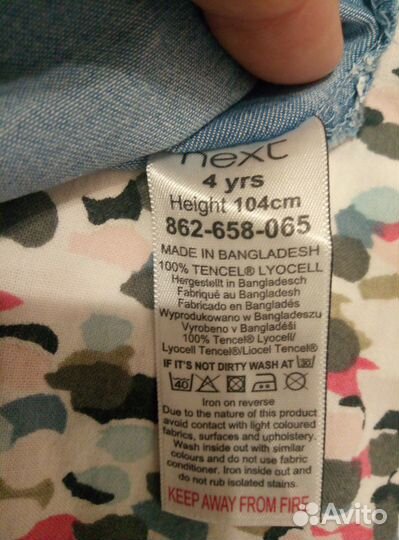 next
4 yrs
Height 104cm
862-658-065
MADE IN BANGLADESH
100% TENCEL® LYOCELL
Hergestellt in Bangladesch
Fabriqué au Bangladesh
Fabricado en Bangladés
Wyprodukowano w Bangladeszu
Vyrobeno v Bangládéši
100% Tencel® Lyocell/
Lyocell Tencel®/Liocel Tencel®
IF IT'S NOT DIRTY WASH AT 30
40
Iron on reverse
Due to the nature of this product
avoid contact with light coloured
fabrics, surfaces and upholstery.
Wash inside out with similar
colours and do not use fabric
conditioner. Iron inside out and
do not steam isolated stains.
KEEP AWAY FROM FIRE
Avito